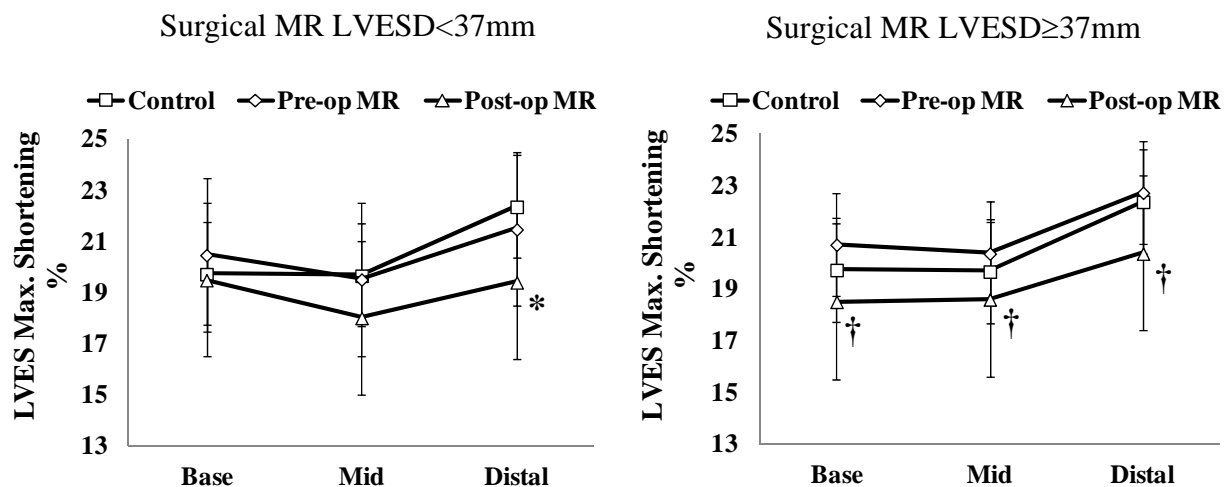 Surgical MR LVESD<37mm
Control Pre-op MR Post-op MR
LVES Max. Shortening
%
25
23
21
19
17
15
13
*
Base Mid Distal
Surgical MR LVESD≥37mm
Control Pre-op MR Post-op MR
LVES Max. Shortening
%
25
23
21
19
17
15
13
† † †
Base Mid Distal